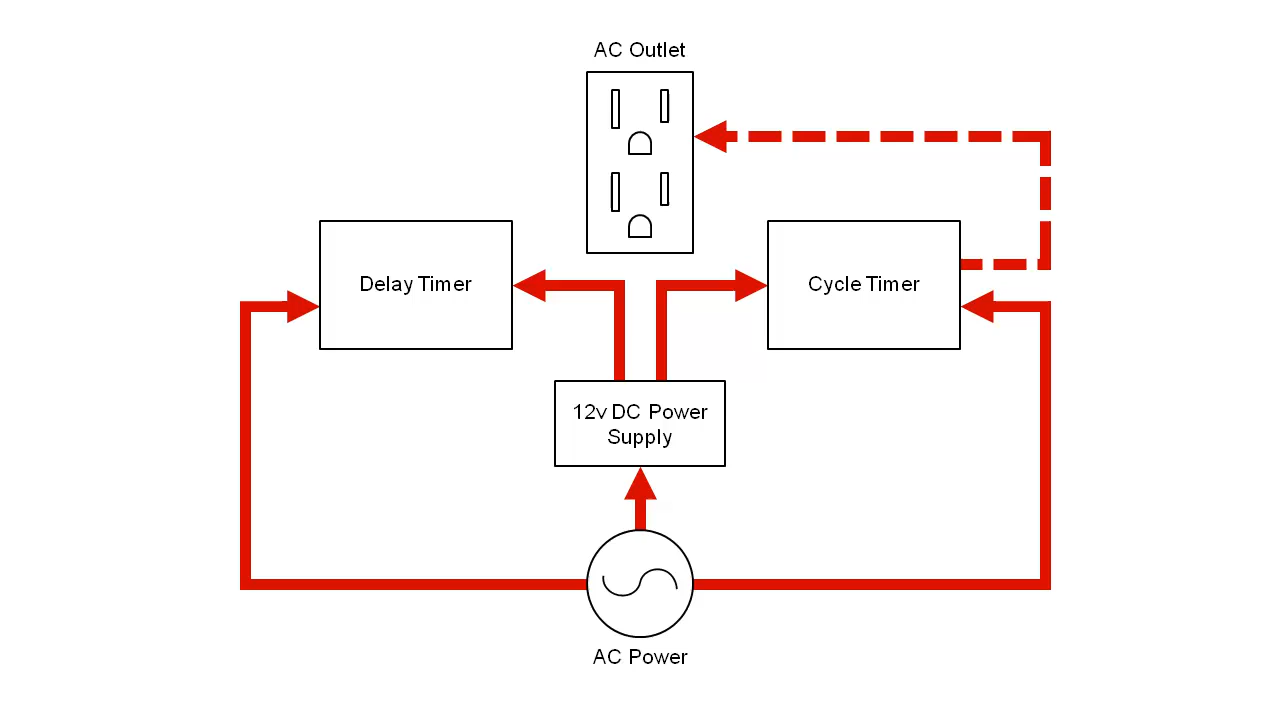 AC Outlet
Delay Timer
Cycle Timer
12v DC Power
Supply
AC Power